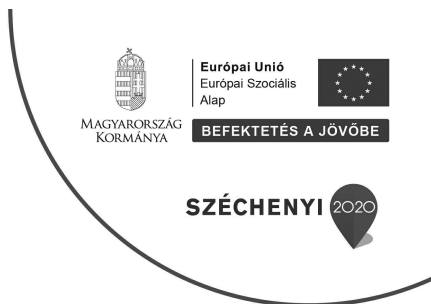 Európai Unió
Európai Szociális
Alap
MAGYARORSZÁG
KORMÁNYA
BEFEKTETÉS A JÖVŐBE
SZÉCHENYI 2020